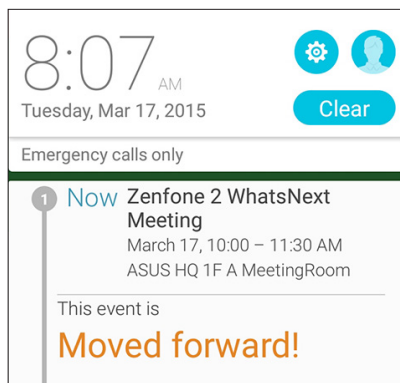 8:07 AM
Tuesday, Mar 17, 2015
Clear
Emergency calls only
1 Now Zenfone 2 WhatsNext
Meeting
March 17, 10:00 – 11:30 AM
ASUS HQ 1F A MeetingRoom
This event is
Moved forward!